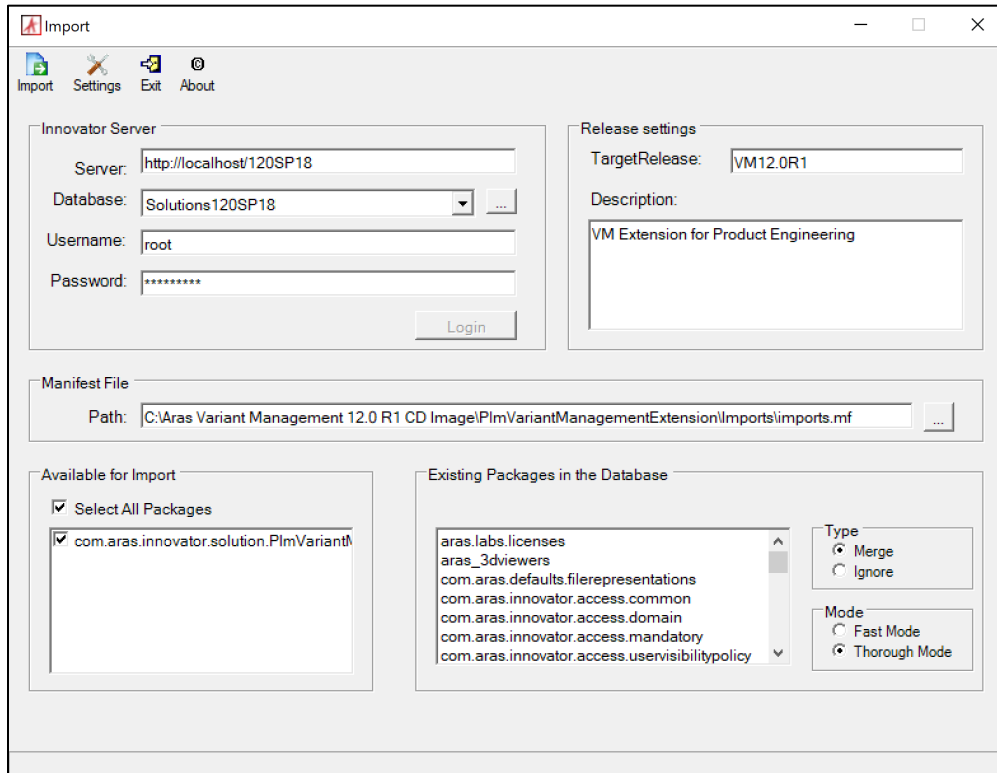 Import
Import Settings Exit About
Innovator Server
Server: http://localhost/120SP18
Database: Solutions120SP18 ...
Username: root
Password: *********
Login
Release settings
TargetRelease: VM12.0R1
Description:
VM Extension for Product Engineering
Manifest File
Path: C:\Aras Variant Management 12.0 R1 CD Image\PlmVariantManagementExtension\Imports\imports.mf ...
Available for Import
Select All Packages
com.aras.innovator.solution.PlmVariantM
Existing Packages in the Database
aras.labs.licenses
aras_3dviewers
com.aras.defaults.filerepresentations
com.aras.innovator.access.common
com.aras.innovator.access.domain
com.aras.innovator.access.mandatory
com.aras.innovator.access.uservisibilitypolicy
Type
Merge
Ignore
Mode
Fast Mode
Thorough Mode